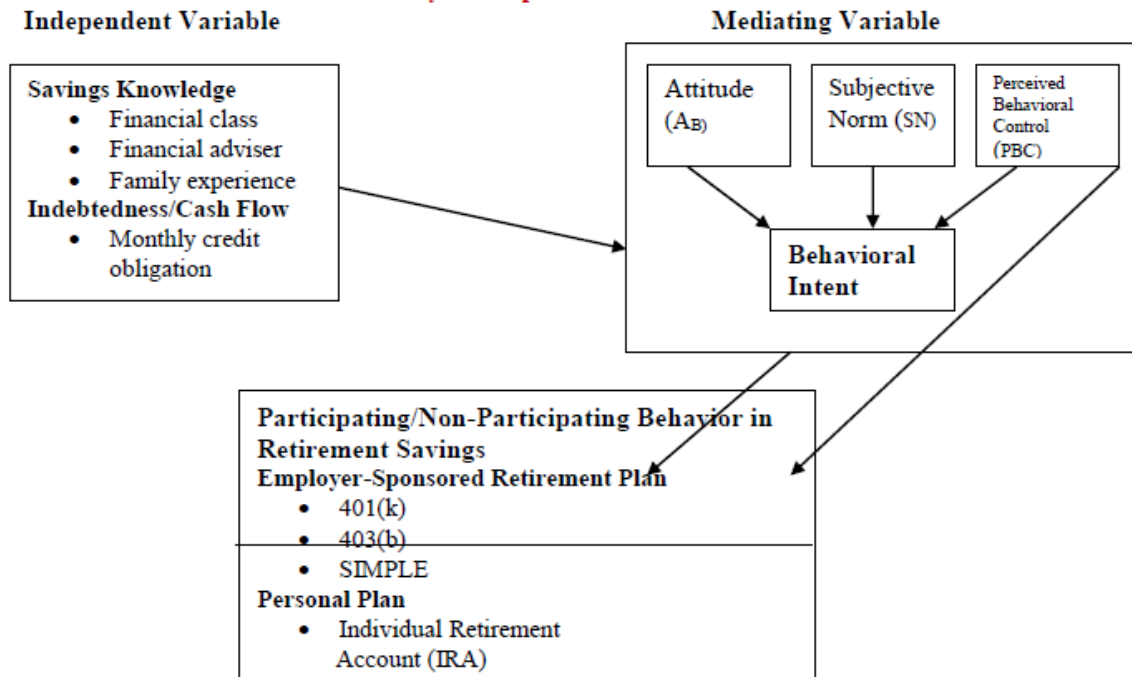 Independent Variable
Mediating Variable
Savings Knowledge
• Financial class
• Financial adviser
• Family experience
Indebtedness/Cash Flow
• Monthly credit
obligation
Attitude
(AB)
Subjective
Norm (SN)
Perceived
Behavioral
Control
(PBC)
Behavioral
Intent
Participating/Non-Participating Behavior in
Retirement Savings
Employer-Sponsored Retirement Plan
• 401(k)
• 403(b)
• SIMPLE
Personal Plan
• Individual Retirement
Account (IRA)